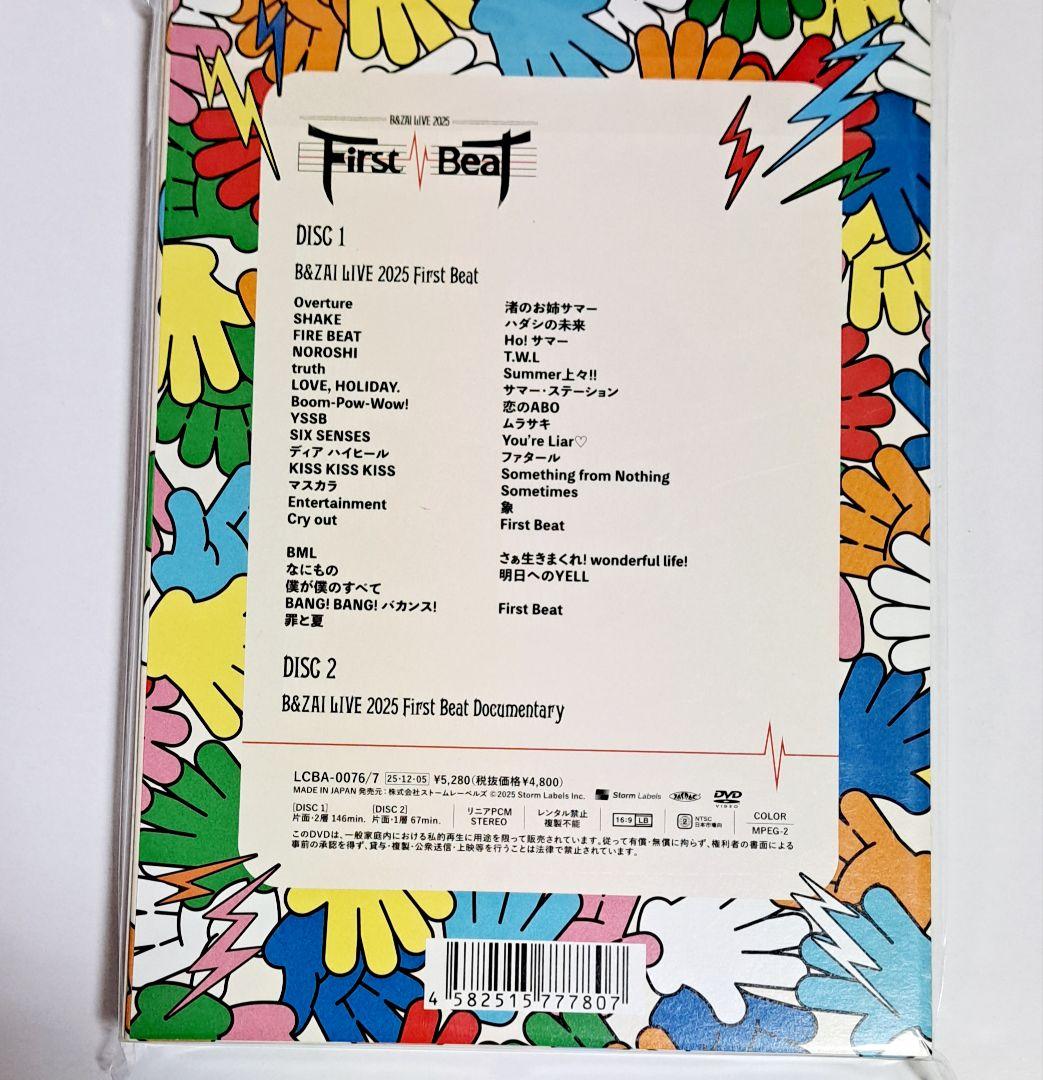 B&ZAI LIVE 2025
First Beat
DISC 1
B&ZAI LIVE 2025 First Beat
Overture
SHAKE
FIRE BEAT
NOROSHI
truth
LOVE, HOLIDAY.
Boom-Pow-Wow!
YSSB
SIX SENSES
ディア ハイヒール
KISS KISS KISS
マスカラ
Entertainment
Cry out
BML
なにもの
僕が僕のすべて
BANG! BANG! バカンス!
罪と夏
渚のお姉サマー
ハダシの未来
Ho! サマー
T.W.L
Summer上々!!
サマー・ステーション
恋のABO
ムラサキ
You're Liar♡
ファタール
Something from Nothing
Sometimes
象
First Beat
さぁ生きまくれ! wonderful life!
明日へのYELL
First Beat
DISC 2
B&ZAI LIVE 2025 First Beat Documentary
LCBA-0076/7 25・12・05 ¥5,280(税抜価格¥4,800)
MADE IN JAPAN 発売元:株式会社ストームレーベルズ ©2025 Storm Labels Inc. Storm Labels DVD VIDEO
[DISC 1] 片面・2層 146min.
[DISC 2] 片面・1層 67min.
リニアPCM STEREO
レンタル禁止 複製不能
16:9 LB
2 NTSC 日本市場向
COLOR MPEG-2
このDVDは、一般家庭内における私的再生に用途を限って販売されています。従って有償・無償に拘らず、権利者の書面による
事前の承認を得ず、貸与・複製・公衆送信・上映等を行うことは法律で禁止されています。
4 582515 777807